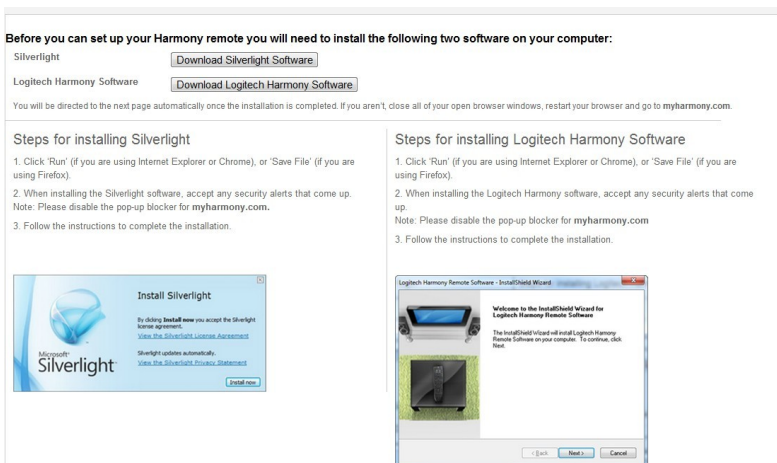 Before you can set up your Harmony remote you will need to install the following two software on your computer:
Silverlight
Download Silverlight Software
Logitech Harmony Software
Download Logitech Harmony Software
You will be directed to the next page automatically once the installation is completed. If you aren't, close all of your open browser windows, restart your browser and go to myharmony.com.
Steps for installing Silverlight
1. Click 'Run' (if you are using Internet Explorer or Chrome), or 'Save File' (if you are
using Firefox).
2. When installing the Silverlight software, accept any security alerts that come up.
Note: Please disable the pop-up blocker for myharmony.com.
3. Follow the instructions to complete the installation.
Install Silverlight
By clicking Install now you accept the Silverlight
license agreement.
View the Silverlight License Agreement
Silverlight updates automatically.
View the Silverlight Privacy Statement
Microsoft
Silverlight
Install now
Steps for installing Logitech Harmony Software
1. Click 'Run' (if you are using Internet Explorer or Chrome), or 'Save File' (if you are
using Firefox).
2. When installing the Logitech Harmony software, accept any security alerts that come
up.
Note: Please disable the pop-up blocker for myharmony.com
3. Follow the instructions to complete the installation.
Logitech Harmony Remote Software - InstallShield Wizard
Welcome to the InstallShield Wizard for
Logitech Harmony Remote Software
The InstallShield Wizard will install Logitech Harmony
Remote Software on your computer. To continue, click
Next.
< Back
Next >
Cancel